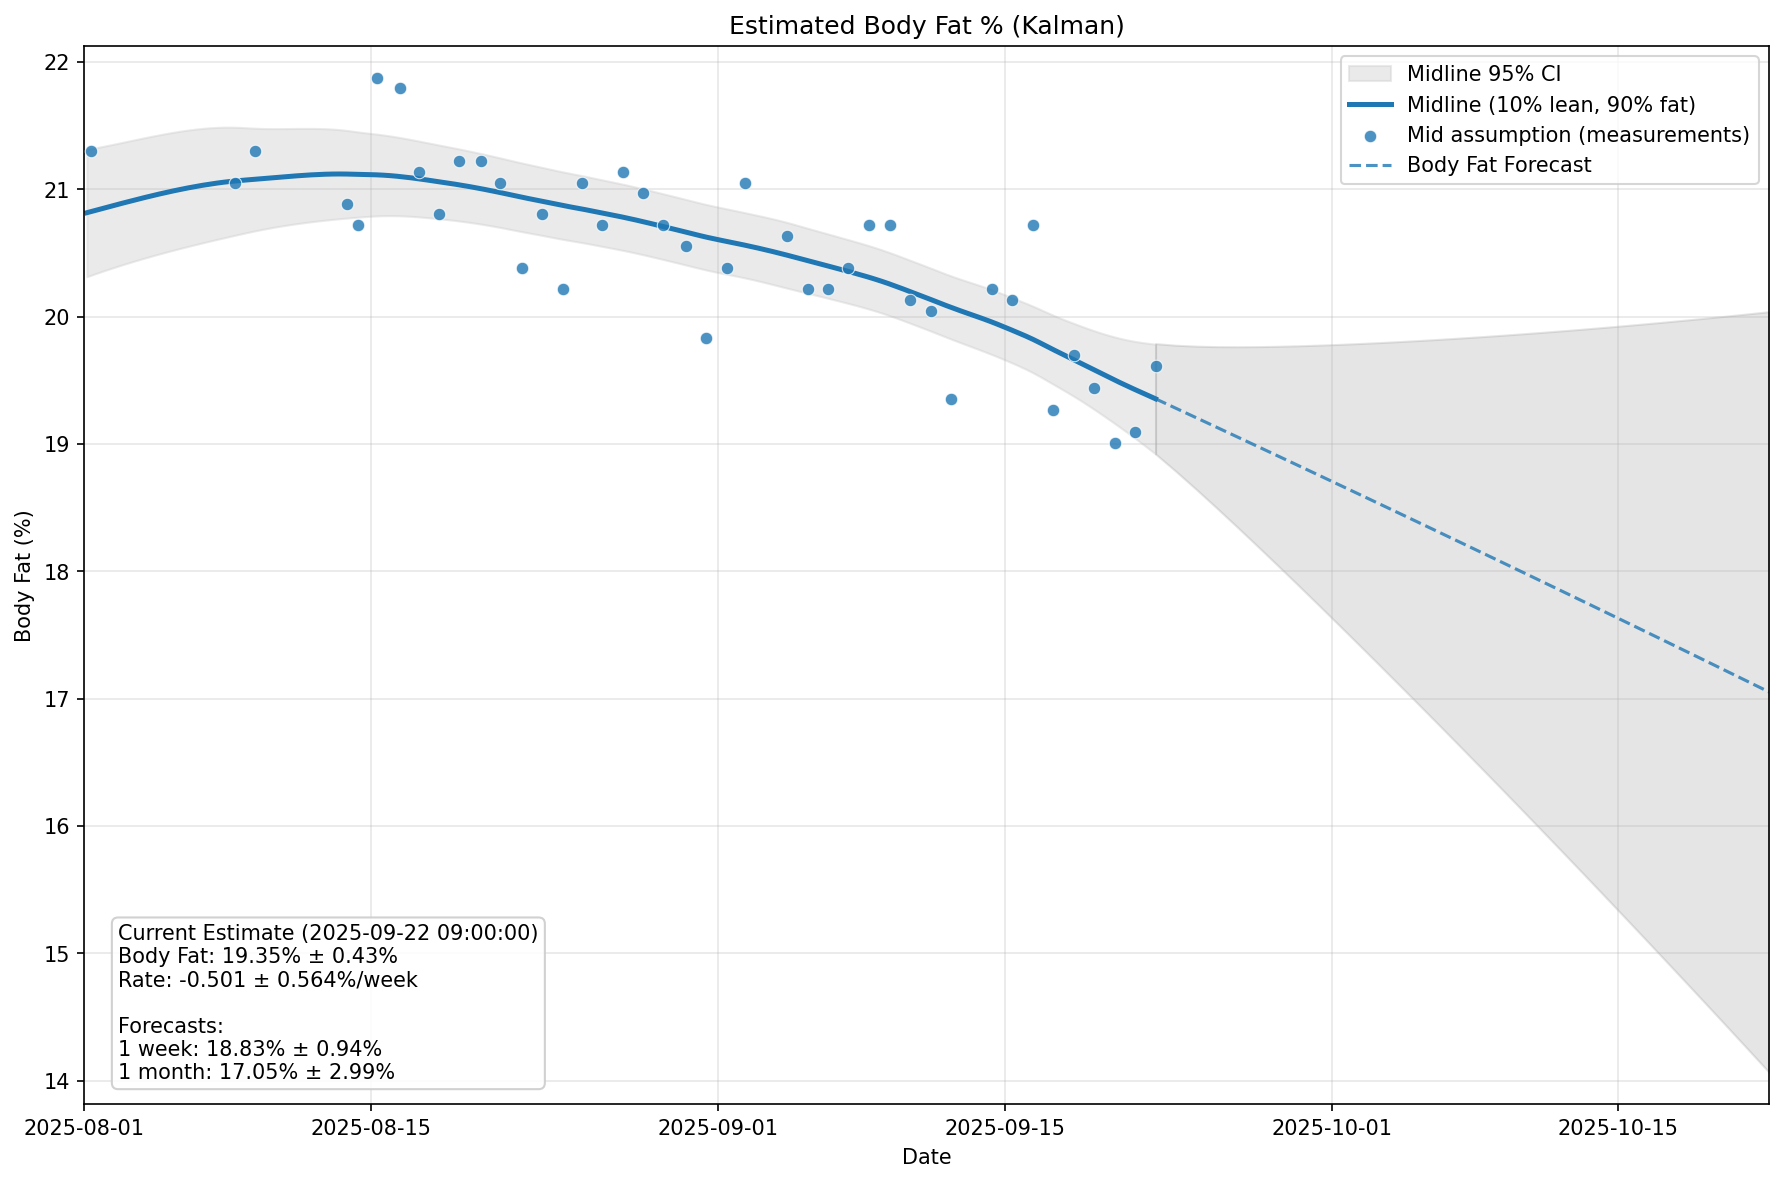 Estimated Body Fat % (Kalman)
22
21
20
19
18
17
16
15
14
Body Fat (%)
Midline 95% CI
Midline (10% lean, 90% fat)
Mid assumption (measurements)
Body Fat Forecast
Current Estimate (2025-09-22 09:00:00)
Body Fat: 19.35% ± 0.43%
Rate: -0.501 ± 0.564%/week
Forecasts:
1 week: 18.83% ± 0.94%
1 month: 17.05% ± 2.99%
2025-08-01
2025-08-15
2025-09-01
2025-09-15
2025-10-01
2025-10-15
Date